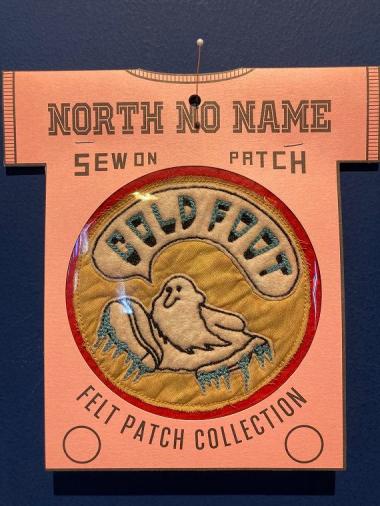 NORTH NO NAME
SEW ON PATCH
COLD FOOT
FELT PATCH COLLECTION